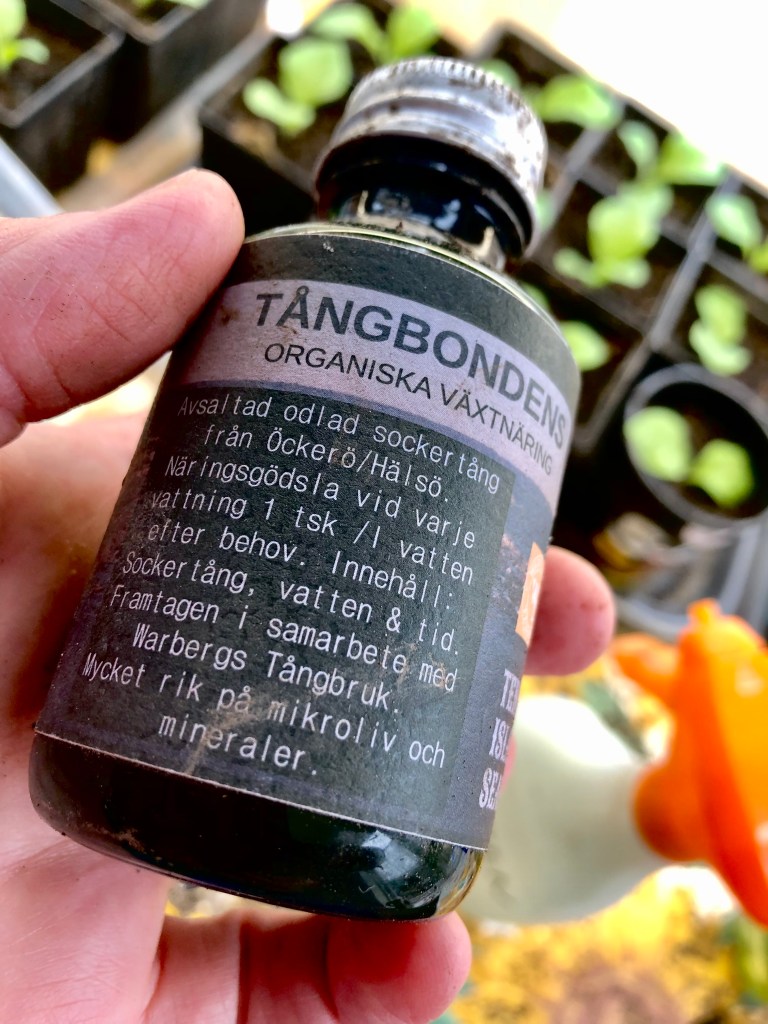 TÅNGBONDENS
ORGANISKA VÄXTNÄRING
Avsaltad odlad sockertång
från Öckerö/Hälsö.
Näringsgödsla vid varje
vattning 1 tsk /l vatten
efter behov. Innehåll:
Sockertång, vatten & tid.
Framtagen i samarbete med
Warbergs Tångbruk.
Mycket rik på mikroliv och
mineraler.